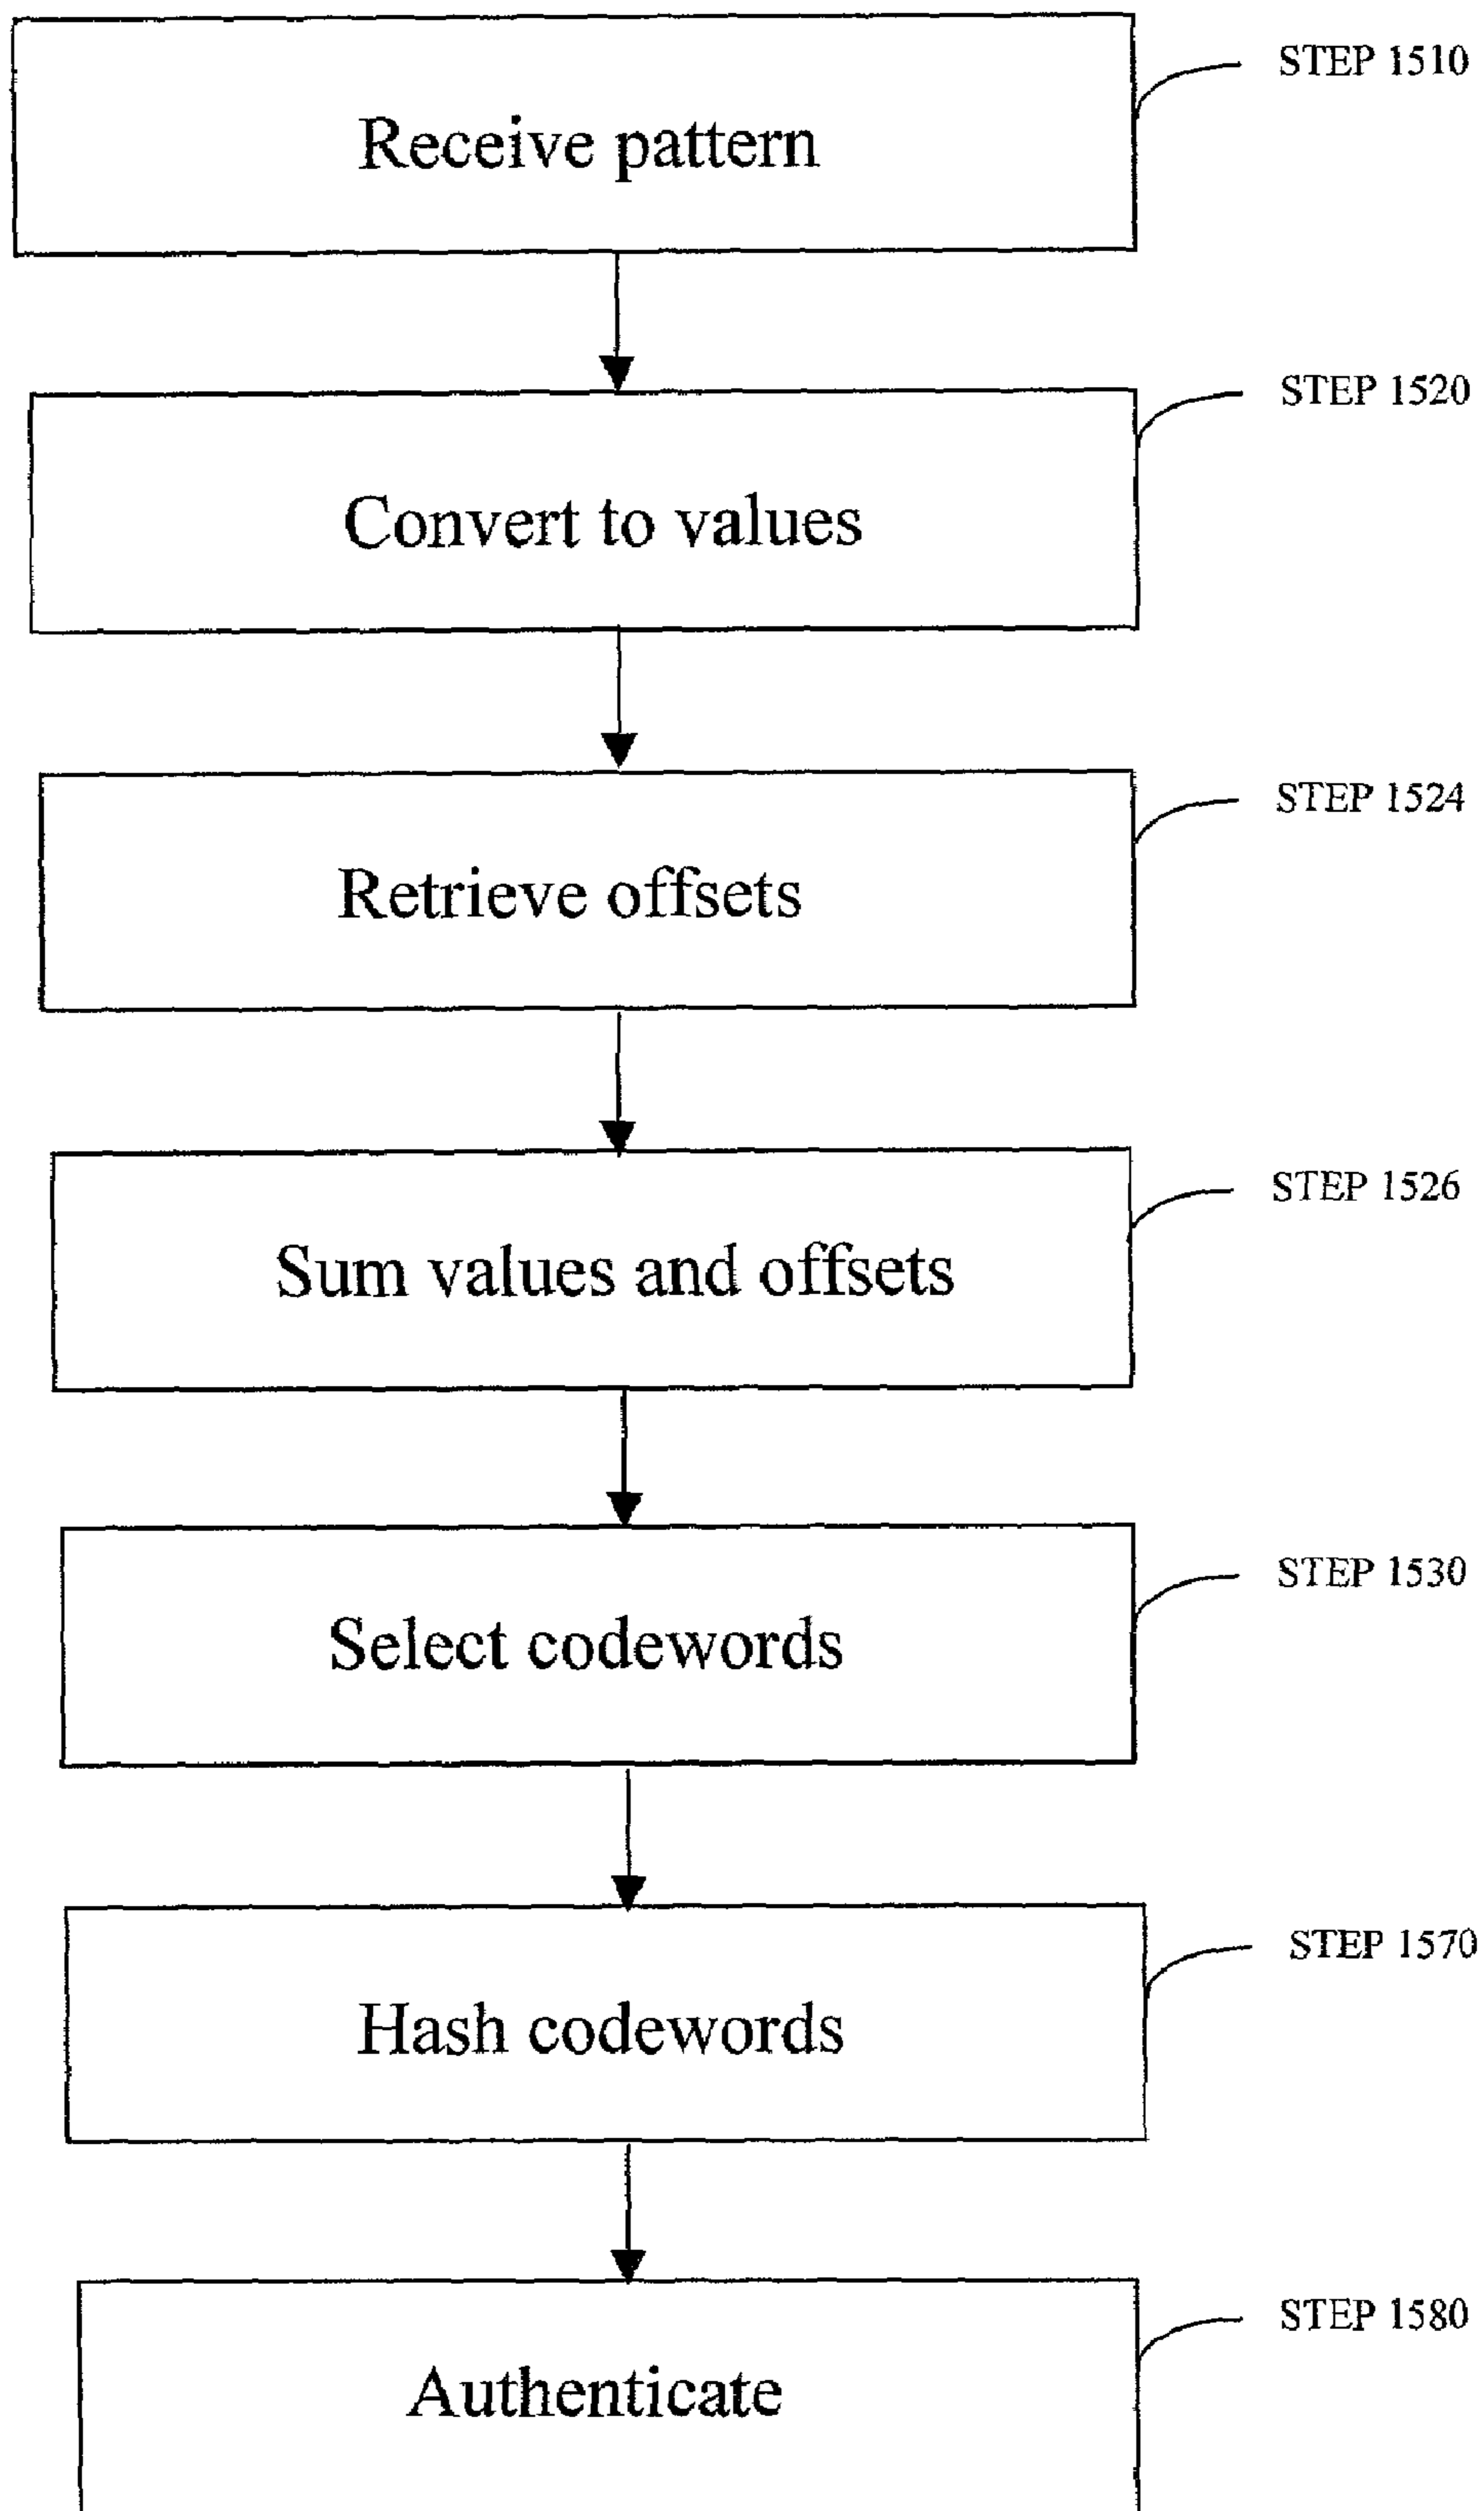 STEP 1510
Receive pattern
STEP 1520
Convert to values
STEP 1524
Retrieve offsets
STEP 1526
Sum values and offsets
STEP 1530
Select codewords
STEP 1570
Hash codewords
STEP 1580
Authenticate